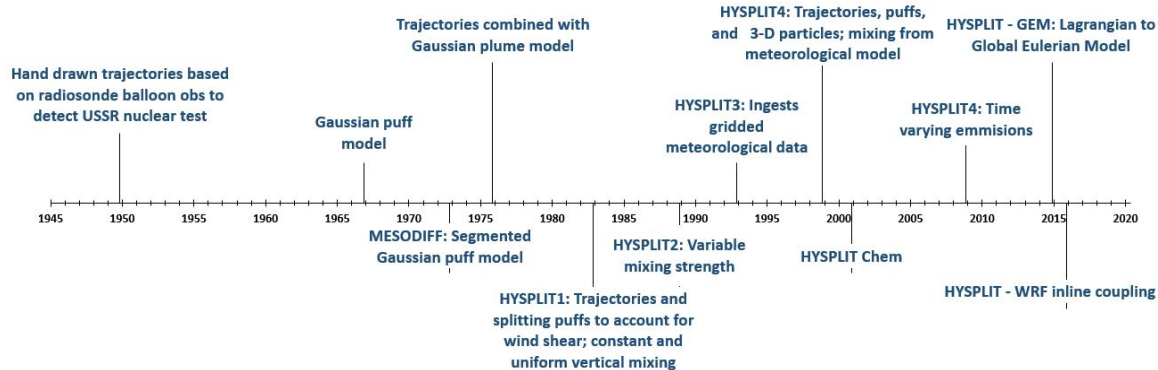 Hand drawn trajectories based
on radiosonde balloon obs to
detect USSR nuclear test
Gaussian puff
model
Trajectories combined with
Gaussian plume model
HYSPLIT3: Ingests
gridded
meteorological data
HYSPLIT4: Trajectories, puffs,
and 3-D particles; mixing from
meteorological model
HYSPLIT4: Time
varying emmisions
HYSPLIT - GEM: Lagrangian to
Global Eulerian Model
1945 1950 1955 1960 1965 1970 1975 1980 1985 1990 1995 2000 2005 2010 2015 2020
MESODIFF: Segmented
Gaussian puff model
HYSPLIT1: Trajectories and
splitting puffs to account for
wind shear; constant and
uniform vertical mixing
HYSPLIT2: Variable
mixing strength
HYSPLIT Chem
HYSPLIT - WRF inline coupling